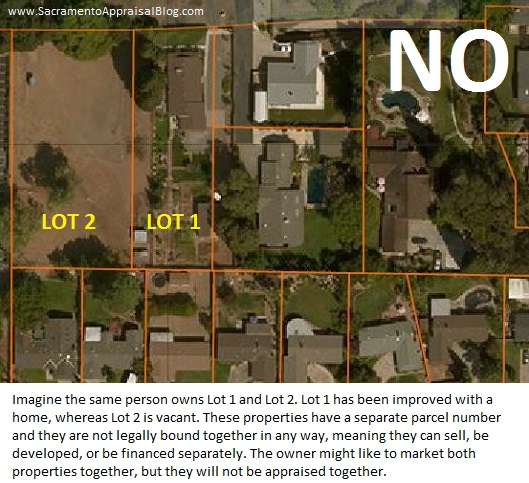 www.SacramentoAppraisalBlog.com
NO
LOT 2
LOT 1
Imagine the same person owns Lot 1 and Lot 2. Lot 1 has been improved with a
home, whereas Lot 2 is vacant. These properties have a separate parcel number
and they are not legally bound together in any way, meaning they can sell, be
developed, or be financed separately. The owner might like to market both
properties together, but they will not be appraised together.